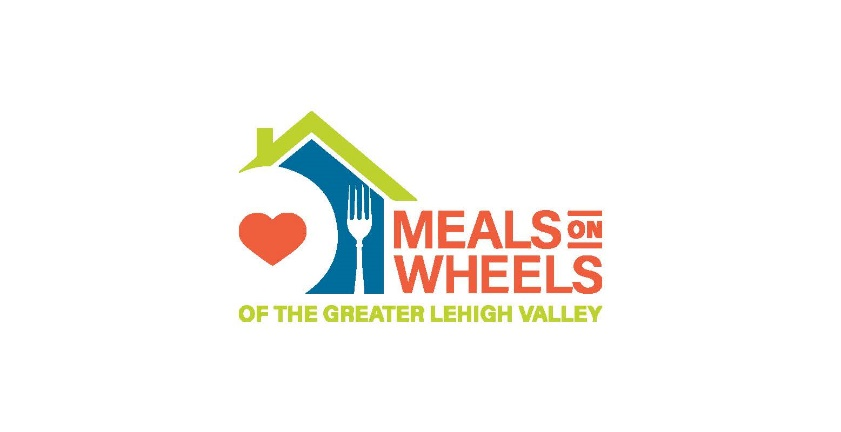 MEALS ON
WHEELS
OF THE GREATER LEHIGH VALLEY